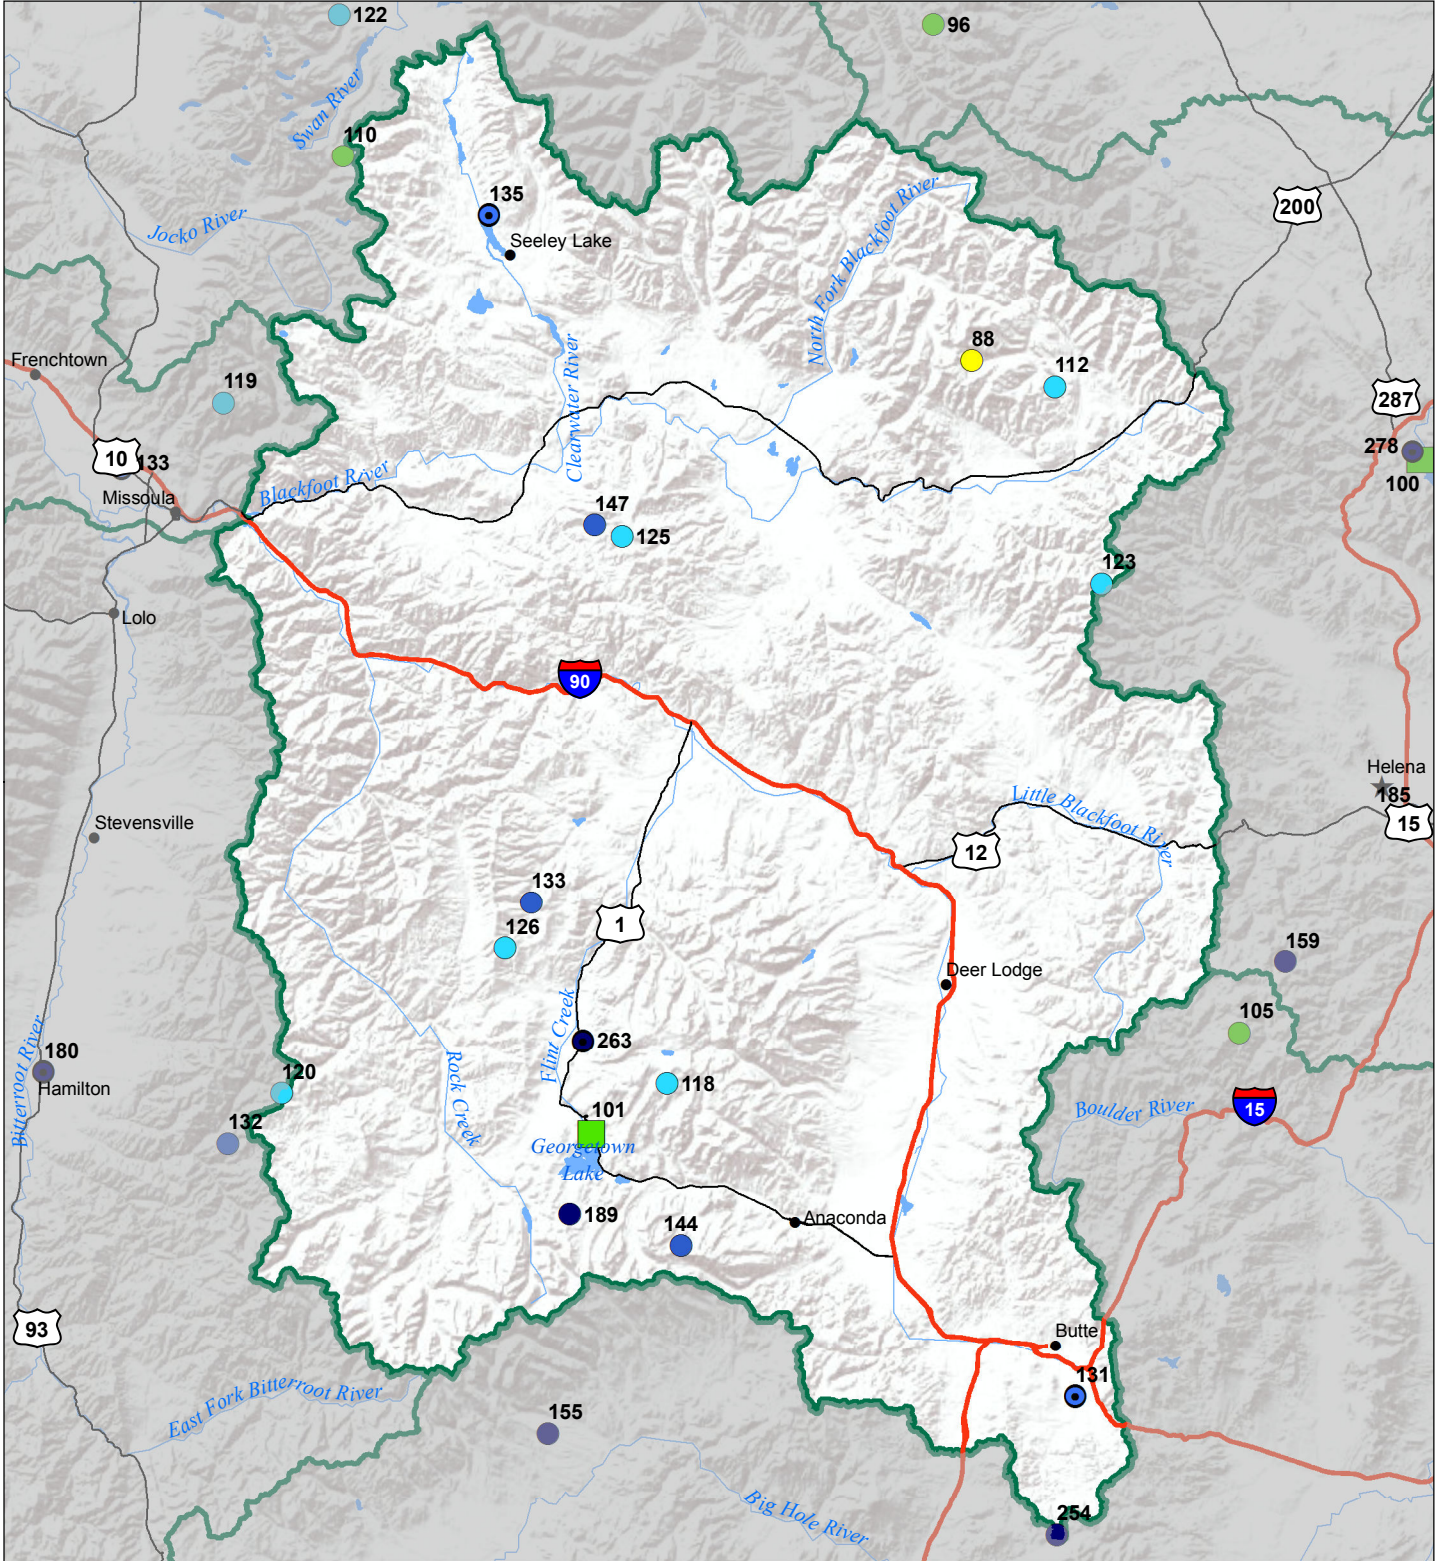 122
96
Swan River
110
135
Jocko River
Seeley Lake
North Fork Blackfoot River
200
Frenchtown
119
Clearwater River
88
112
287
10
133
278
100
Missoula
Blackfoot River
147
125
123
Lolo
90
Helena
185
15
Little Blackfoot River
12
Stevensville
133
126
1
159
Deer Lodge
105
Flint Creek
263
Bitterroot River
180
Hamilton
120
Rock Creek
118
101
Boulder River
15
132
Georgetown
Lake
189
144
Anaconda
93
Butte
131
East Fork Bitterroot River
155
Big Hole River
254